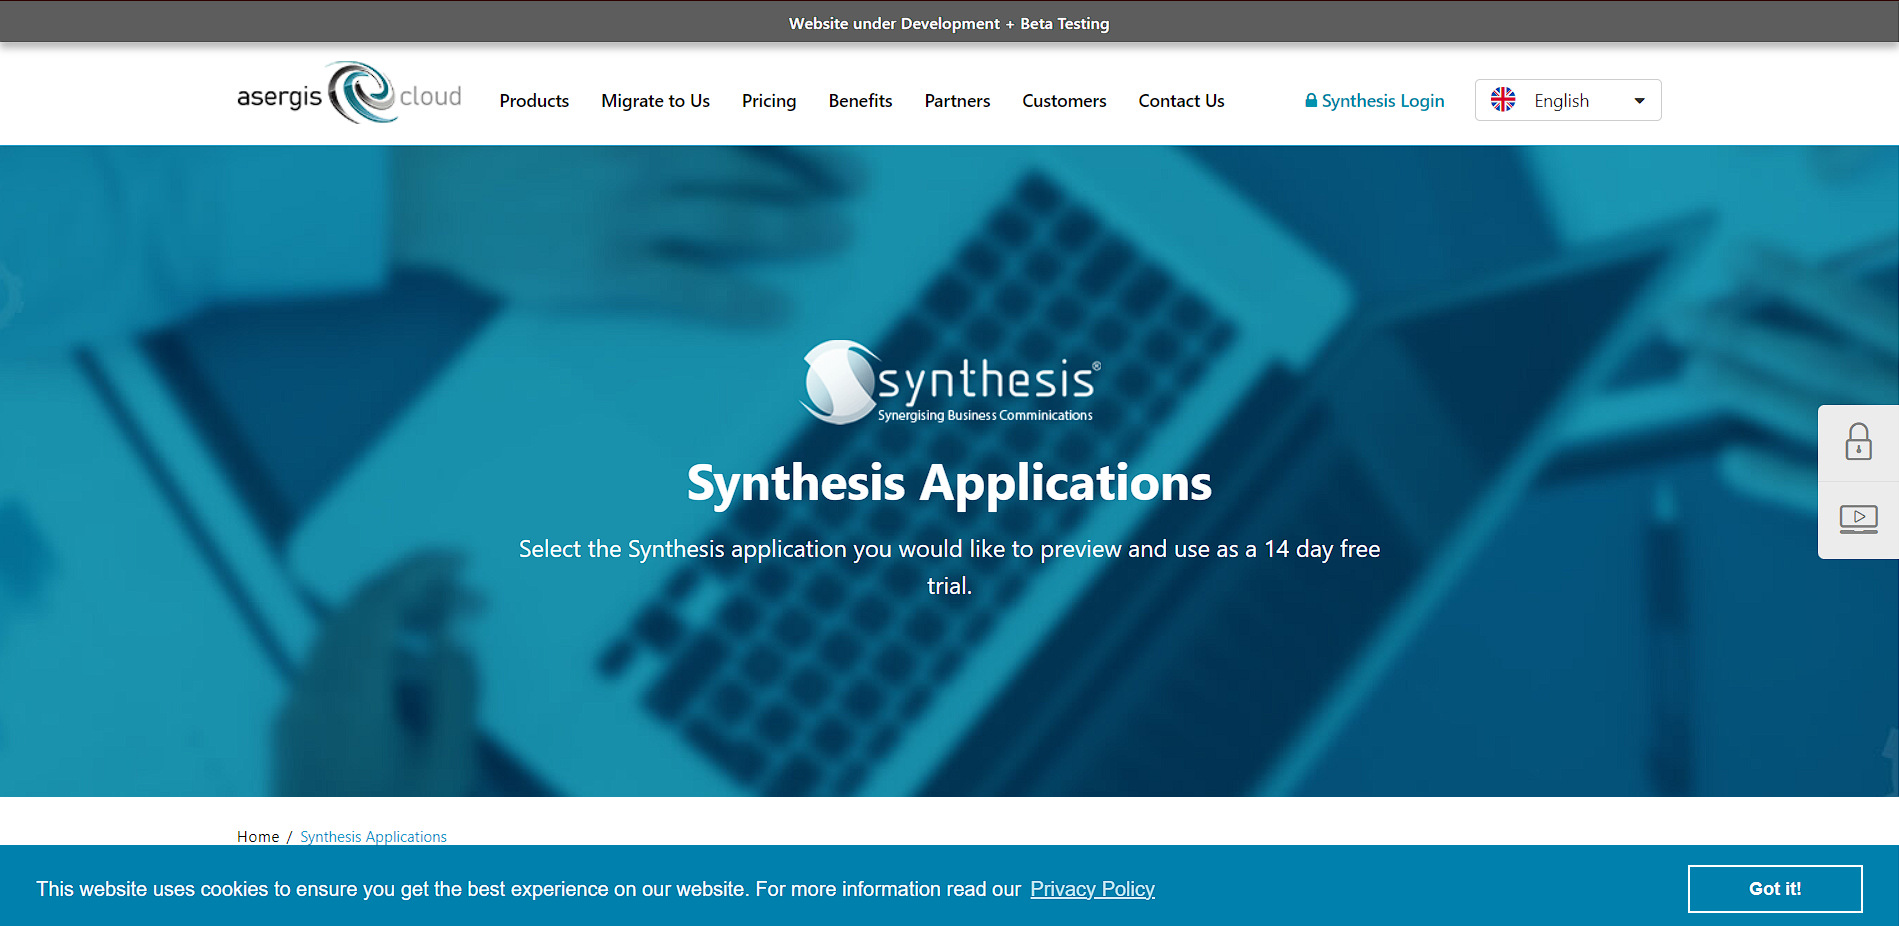 Website under Development + Beta Testing
asergis cloud
Products Migrate to Us Pricing Benefits Partners Customers Contact Us Synthesis Login English
synthesis®
Synergising Business Comminications
Synthesis Applications
Select the Synthesis application you would like to preview and use as a 14 day free
trial.
Home / Synthesis Applications
This website uses cookies to ensure you get the best experience on our website. For more information read our Privacy Policy Got it!